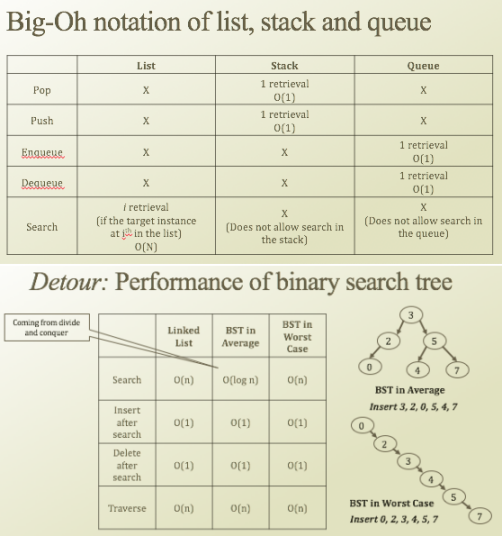 Big-Oh notation of list, stack and queue
List Stack Queue
Pop X 1 retrieval O(1) X
Push X 1 retrieval O(1) X
Enqueue X X 1 retrieval O(1)
Dequeue X X 1 retrieval O(1)
Search i retrieval (if the target instance at ith in the list) O(N) X (Does not allow search in the stack) X (Does not allow search in the queue)
Detour: Performance of binary search tree
Coming from divide
and conquer
Linked List BST in Average BST in Worst Case
Search O(n) O(log n) O(n)
Insert after search O(1) O(1) O(1)
Delete after search O(1) O(1) O(1)
Traverse O(n) O(n) O(n)
3
2 5
0 4 7
BST in Average
Insert 3, 2, 0, 5, 4, 7
0
2
3
4
5
7
BST in Worst Case
Insert 0, 2, 3, 4, 5, 7